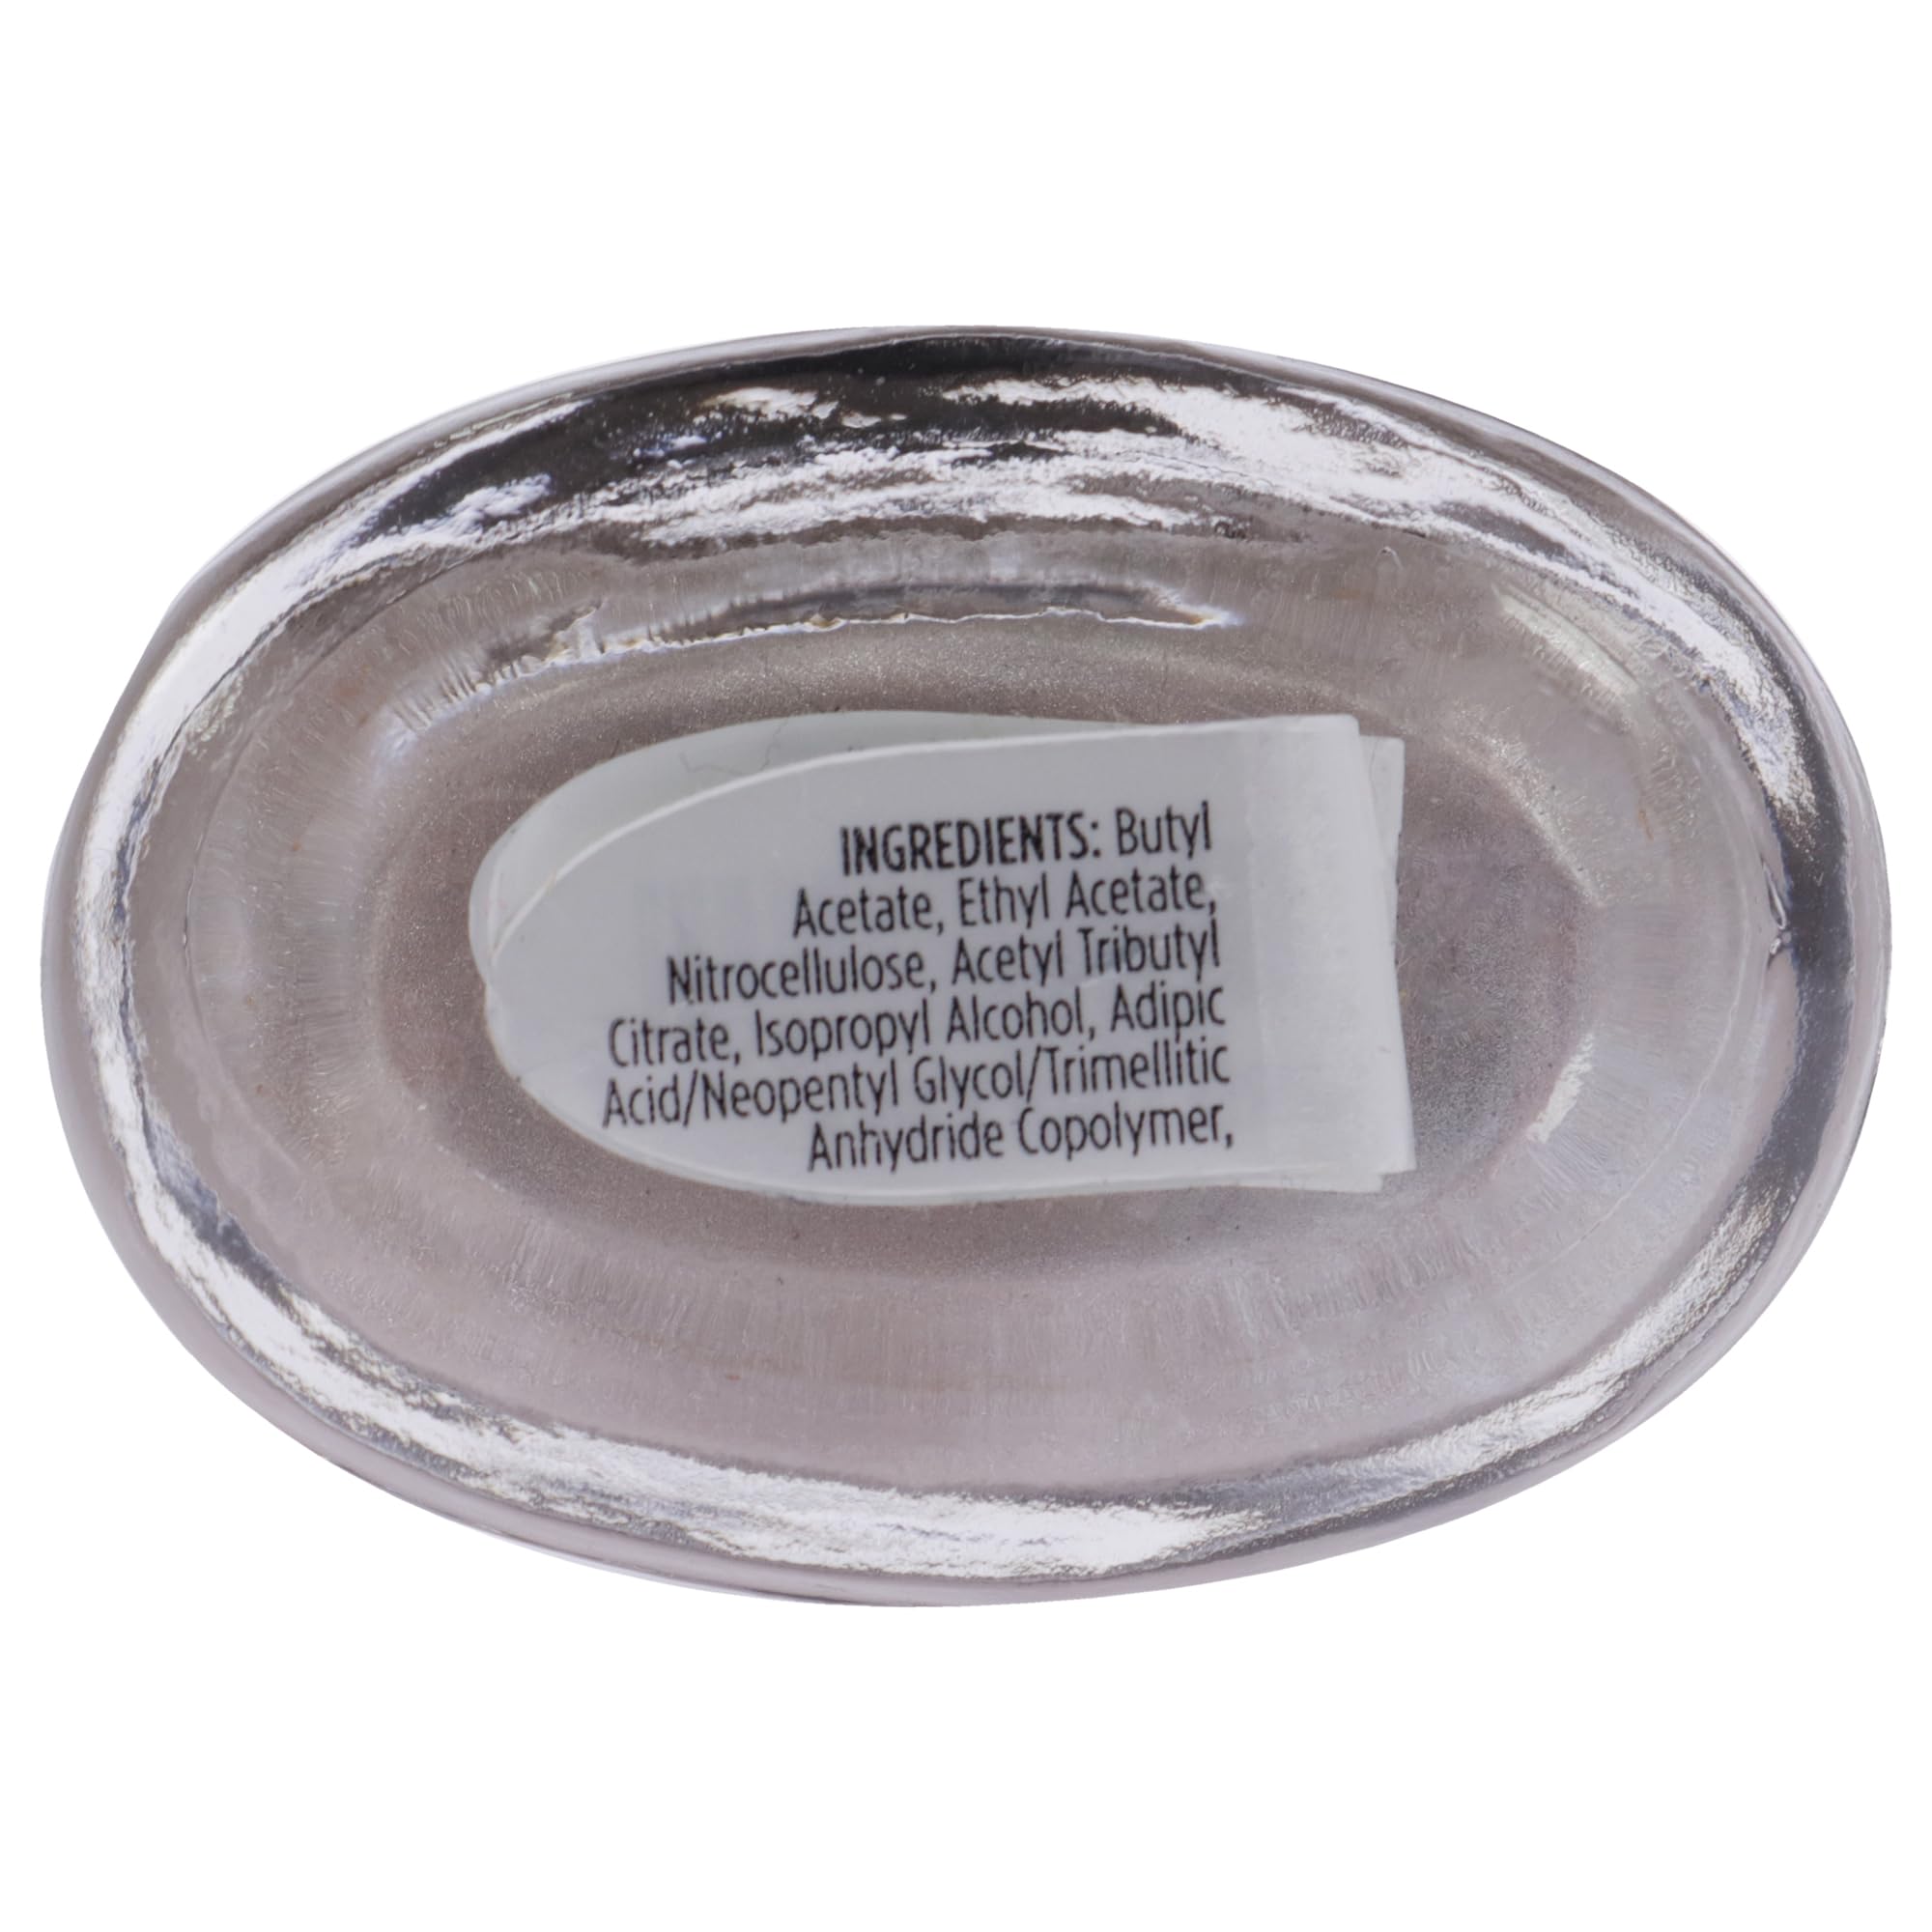 INGREDIENTS: Butyl
Acetate, Ethyl Acetate,
Nitrocellulose, Acetyl Tributyl
Citrate, Isopropyl Alcohol, Adipic
Acid/Neopentyl Glycol/Trimellitic
Anhydride Copolymer,